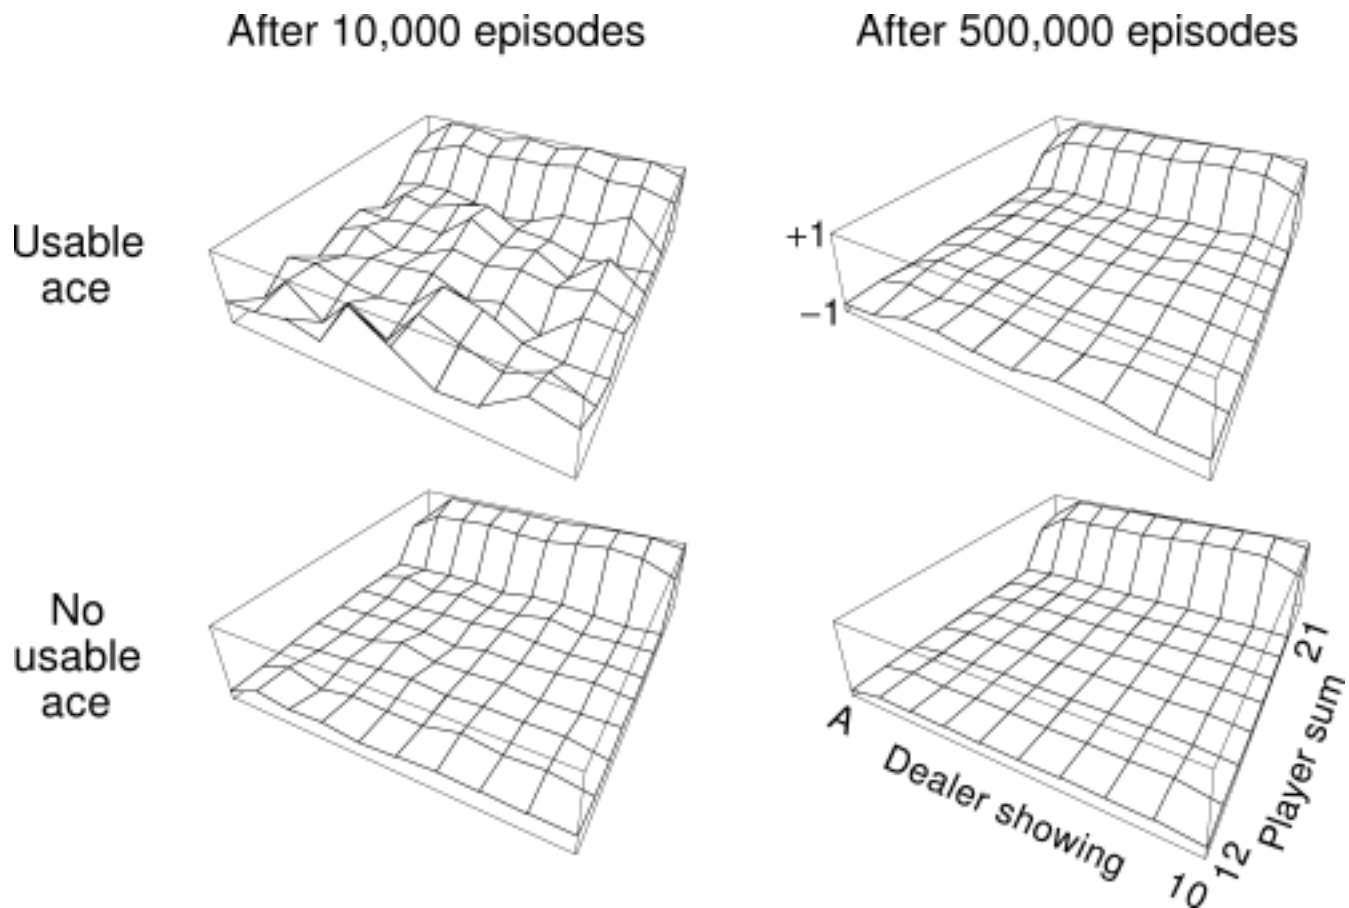 After 10,000 episodes
After 500,000 episodes
Usable
ace
+1
−1
No
usable
ace
A
Dealer showing
10
12
Player sum
21